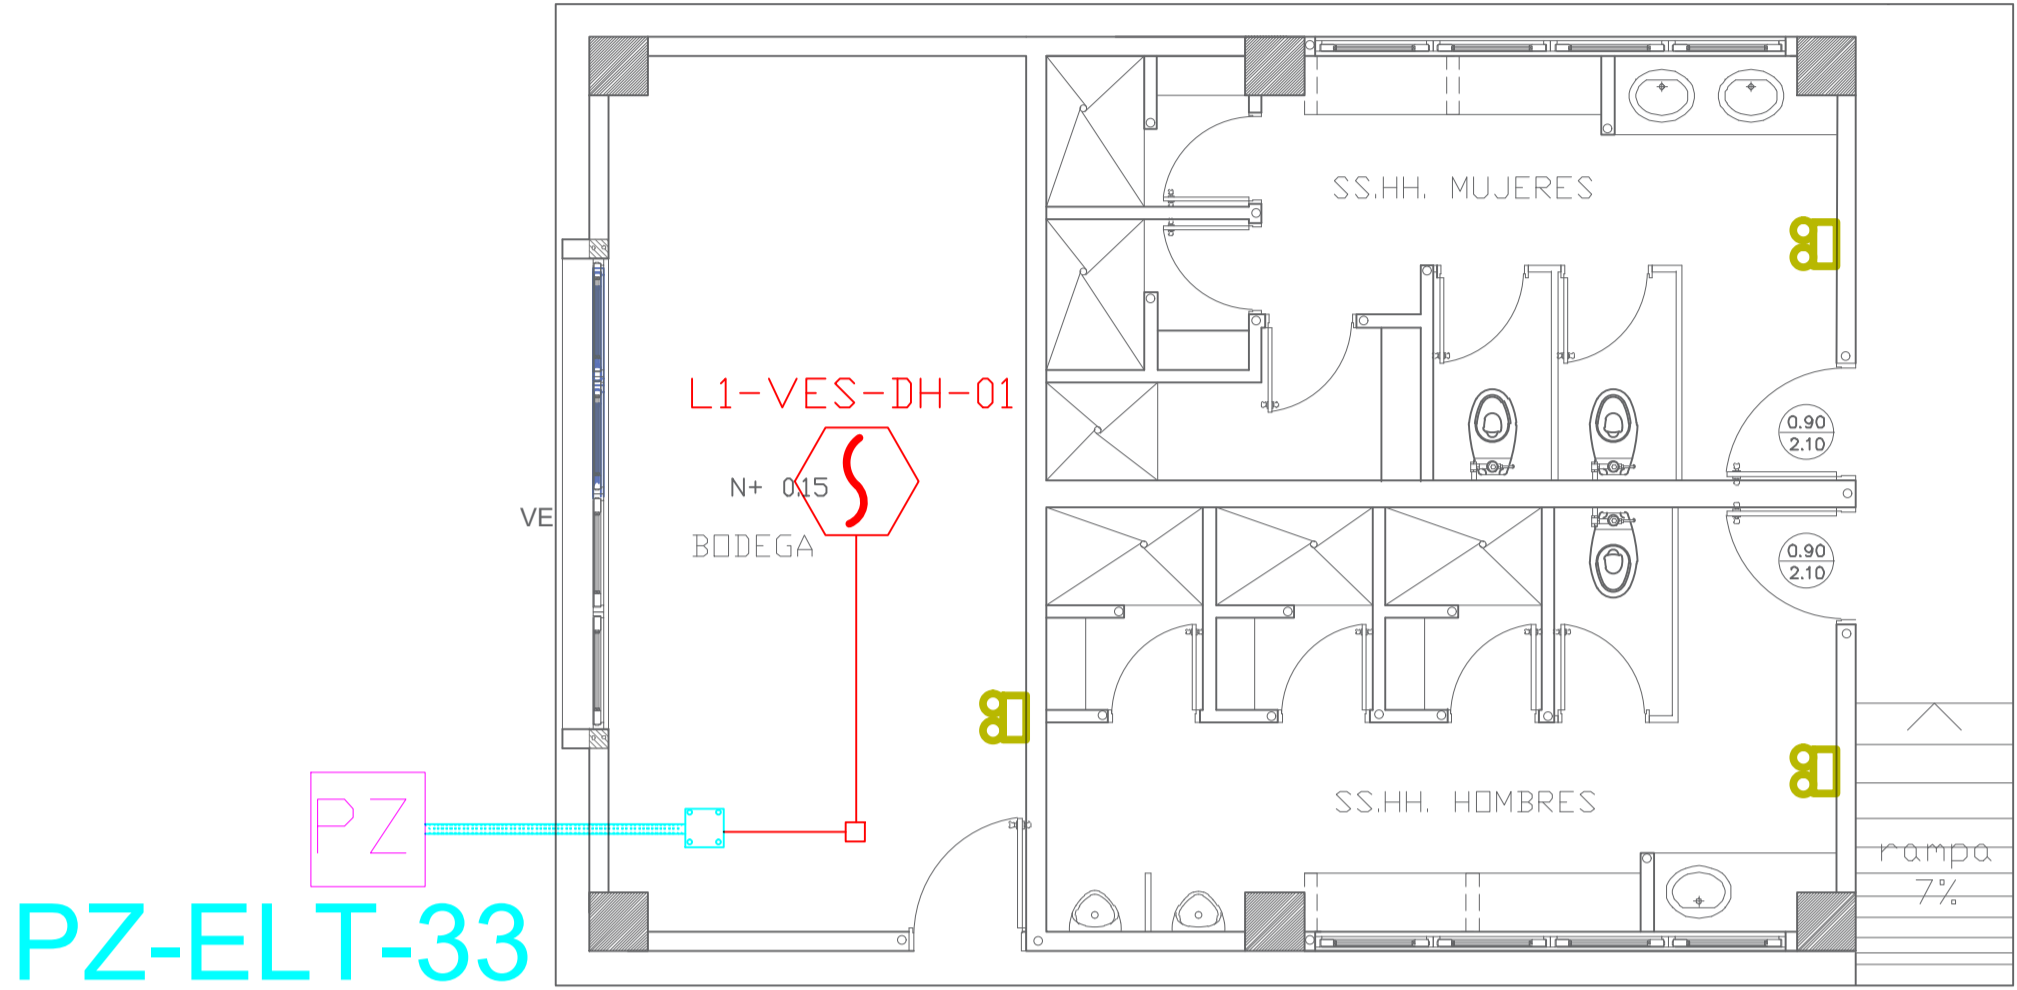 SS.HH. MUJERES
L1-VES-DH-01
0.90
2.10
N+ 0.15
VE
BODEGA
0.90
2.10
SS.HH. HOMBRES
PZ
rampa
7%
PZ-ELT-33